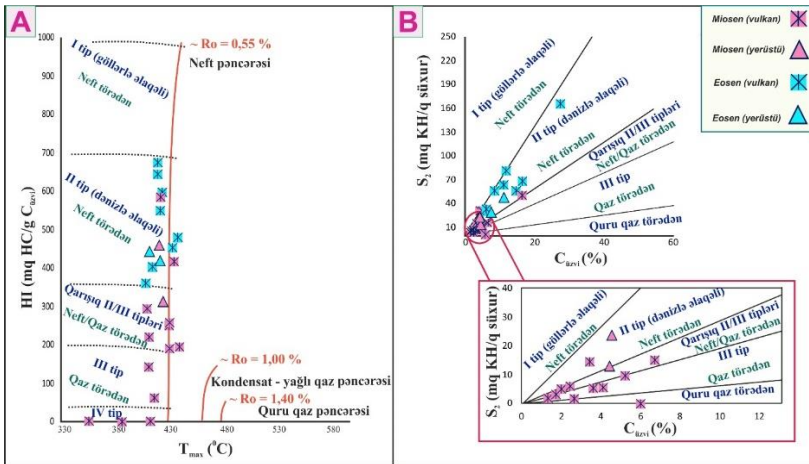 A
1000
900
800
700
600
500
400
300
200
100
0
HI (mq HC/g Cüzvi)
330
380
430
480
530
580
Tmax (°C)
~ Ro = 0,55 %
Neft pəncərəsi
I tip (göllərlə əlaqəli)
Neft törədən
II tip (dənizlə əlaqəli)
Neft törədən
Qarışıq II/III tipləri
Neft/Qaz törədən
III tip
Qaz törədən
IV tip
~ Ro = 1,00 %
Kondensat - yağlı qaz pəncərəsi
~ Ro = 1,40 %
Quru qaz pəncərəsi
B
250
200
150
130
100
70
50
40
10
S2 (mq KH/q süxur)
0
20
40
60
Cüzvi (%)
I tip (göllərlə əlaqəli)
Neft törədən
II tip (dənizlə əlaqəli)
Neft törədən
Qarışıq II/III tipləri
Neft/Qaz törədən
III tip
Qaz törədən
Quru qaz törədən
Miosen (vulkan)
Miosen (yerüstü)
Eosen (vulkan)
Eosen (yerüstü)
40
30
20
10
0
S2 (mq KH/q süxur)
0
2
4
6
8
10
12
Cüzvi (%)
I tip (göllərlə əlaqəli)
Neft törədən
II tip (dənizlə əlaqəli)
Neft törədən
Qarışıq II/III tipləri
Neft/Qaz törədən
III tip
Qaz törədən
Quru qaz törədən